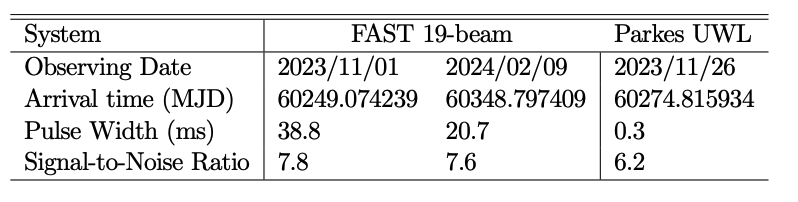 System FAST 19-beam Parkes UWL
Observing Date 2023/11/01 2024/02/09 2023/11/26
Arrival time (MJD) 60249.074239 60348.797409 60274.815934
Pulse Width (ms) 38.8 20.7 0.3
Signal-to-Noise Ratio 7.8 7.6 6.2